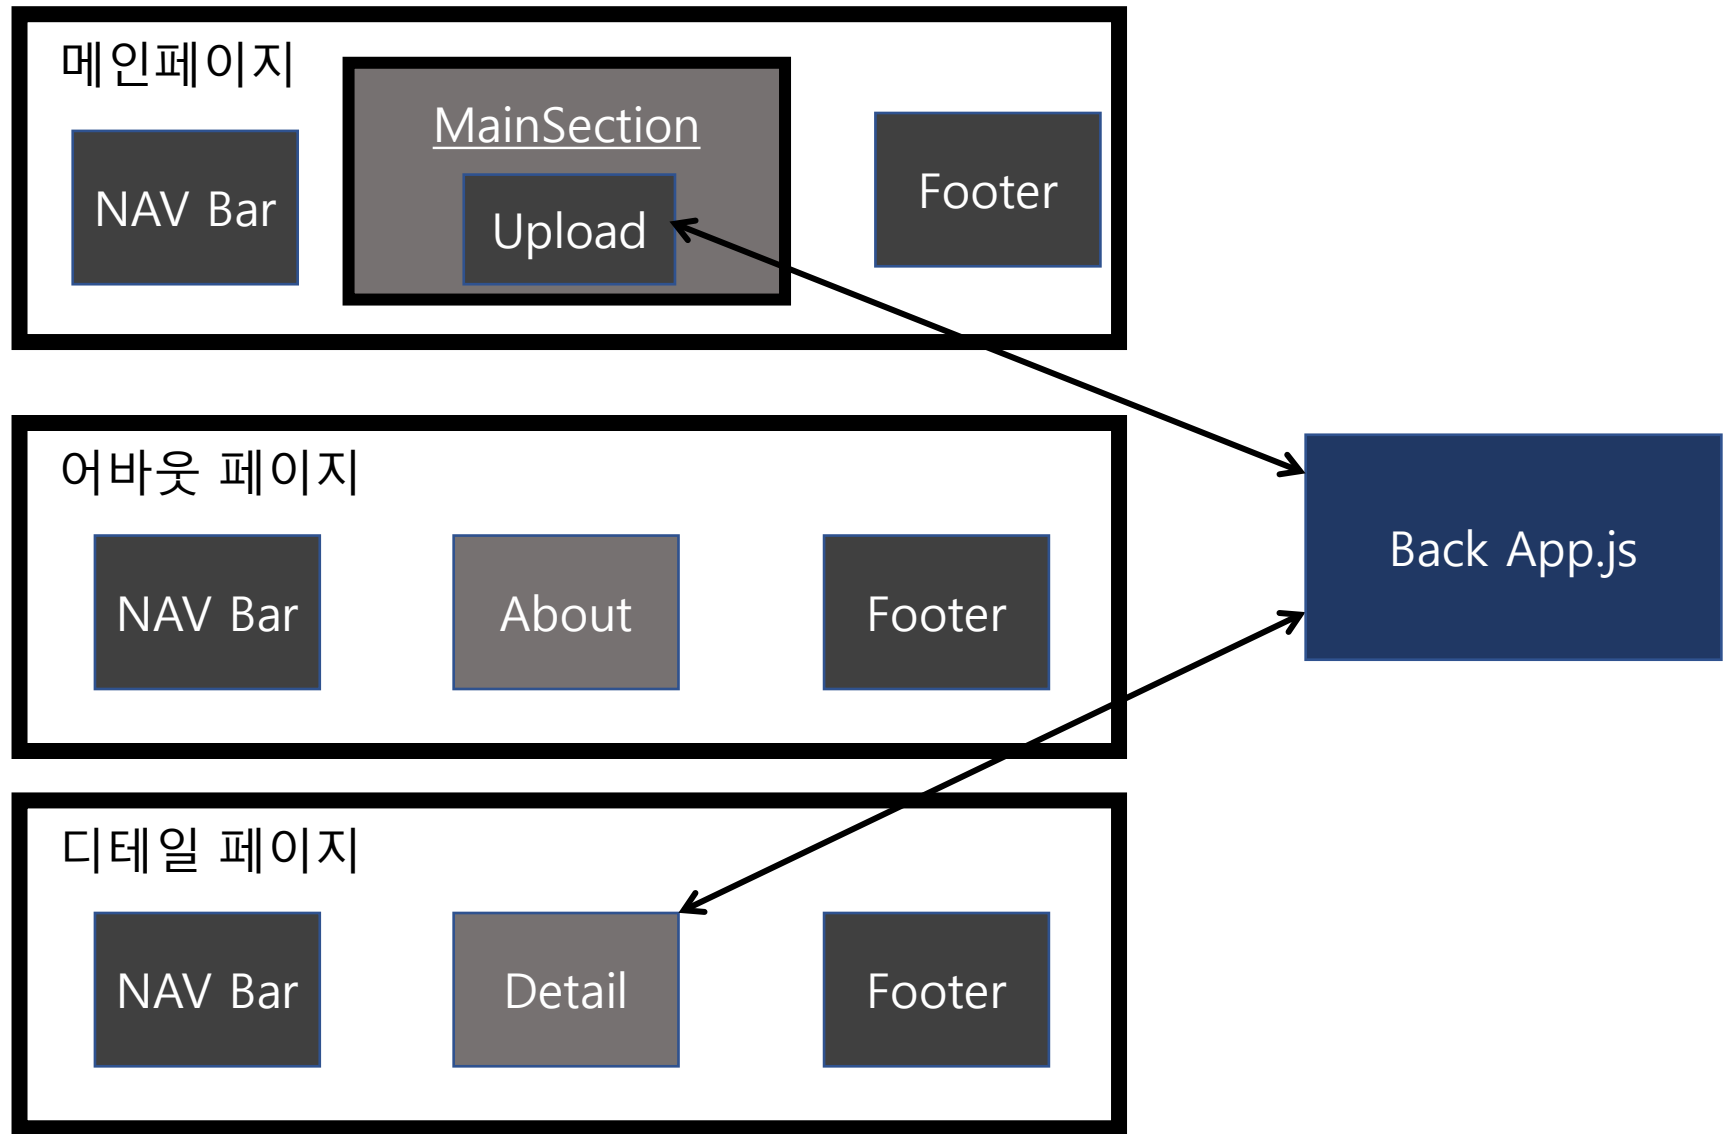 메인페이지
MainSection
NAV Bar
Upload
Footer
어바웃 페이지
NAV Bar
About
Footer
Back App.js
디테일 페이지
NAV Bar
Detail
Footer